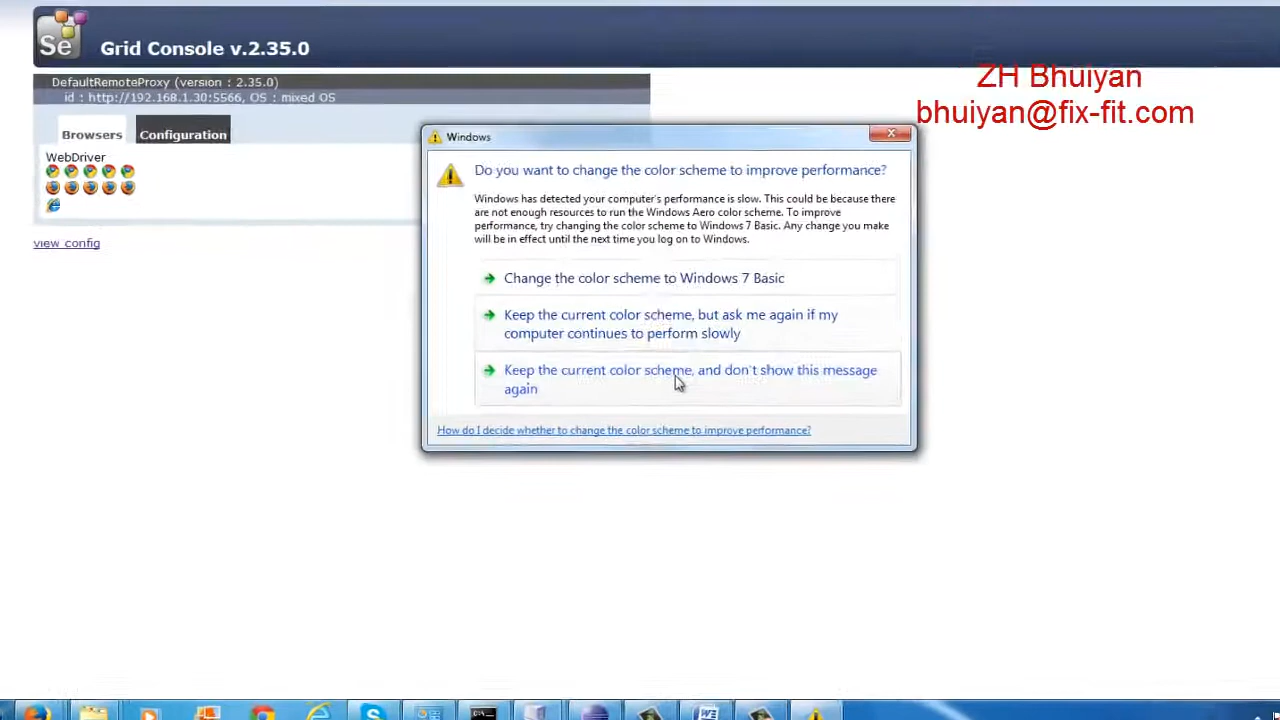 Se
Grid Console v.2.35.0
ZH Bhuiyan
bhuiyan@fix-fit.com
DefaultRemoteProxy (version : 2.35.0)
id : http://192.168.1.30:5566, OS : mixed OS
Browsers
Configuration
WebDriver
view config
Windows
Do you want to change the color scheme to improve performance?
Windows has detected your computer's performance is slow. This could be because there
are not enough resources to run the Windows Aero color scheme. To improve
performance, try changing the color scheme to Windows 7 Basic. Any change you make
will be in effect until the next time you log on to Windows.
Change the color scheme to Windows 7 Basic
Keep the current color scheme, but ask me again if my
computer continues to perform slowly
Keep the current color scheme, and don't show this message
again
How do I decide whether to change the color scheme to improve performance?